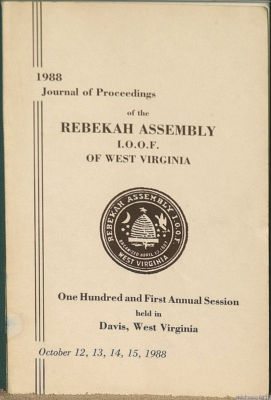 1988
Journal of Proceedings
of the
REBEKAH ASSEMBLY
I.O.O.F.
OF WEST VIRGINIA
REBEKAH ASSEMBLY I.O.O.F.
WEST VIRGINIA
One Hundred and First Annual Session
held in
Davis, West Virginia
October 12, 13, 14, 15, 1988